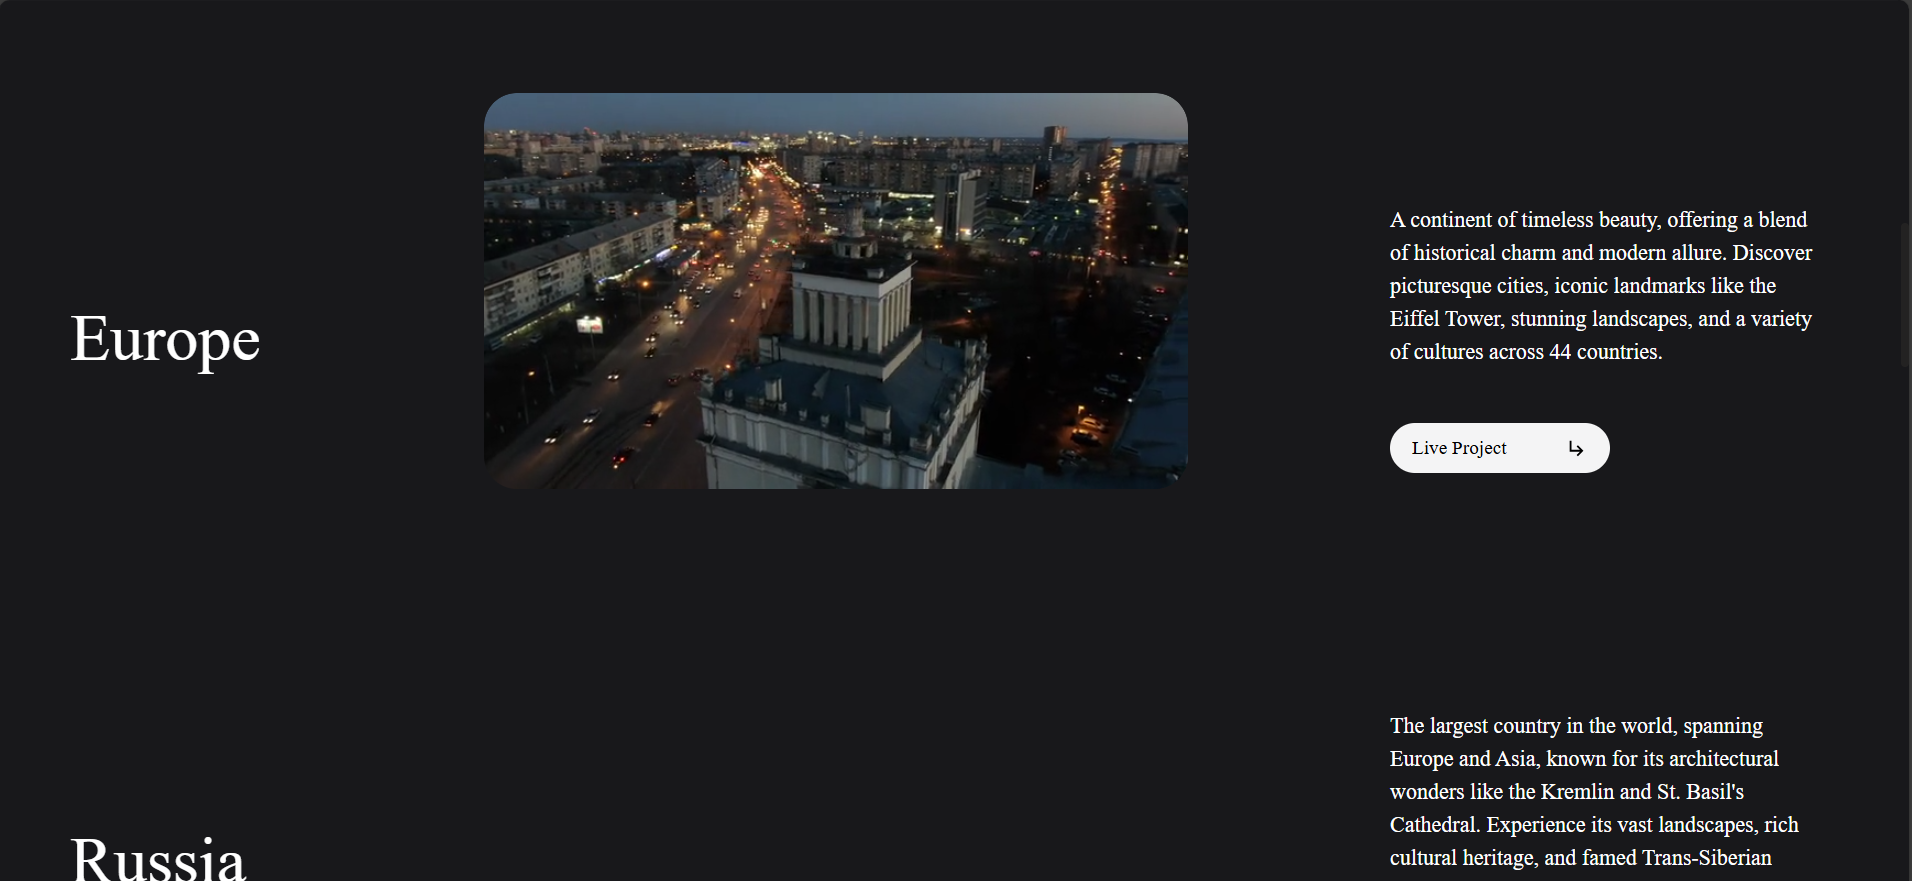 Europe
A continent of timeless beauty, offering a blend
of historical charm and modern allure. Discover
picturesque cities, iconic landmarks like the
Eiffel Tower, stunning landscapes, and a variety
of cultures across 44 countries.
Live Project
Russia
The largest country in the world, spanning
Europe and Asia, known for its architectural
wonders like the Kremlin and St. Basil's
Cathedral. Experience its vast landscapes, rich
cultural heritage, and famed Trans-Siberian